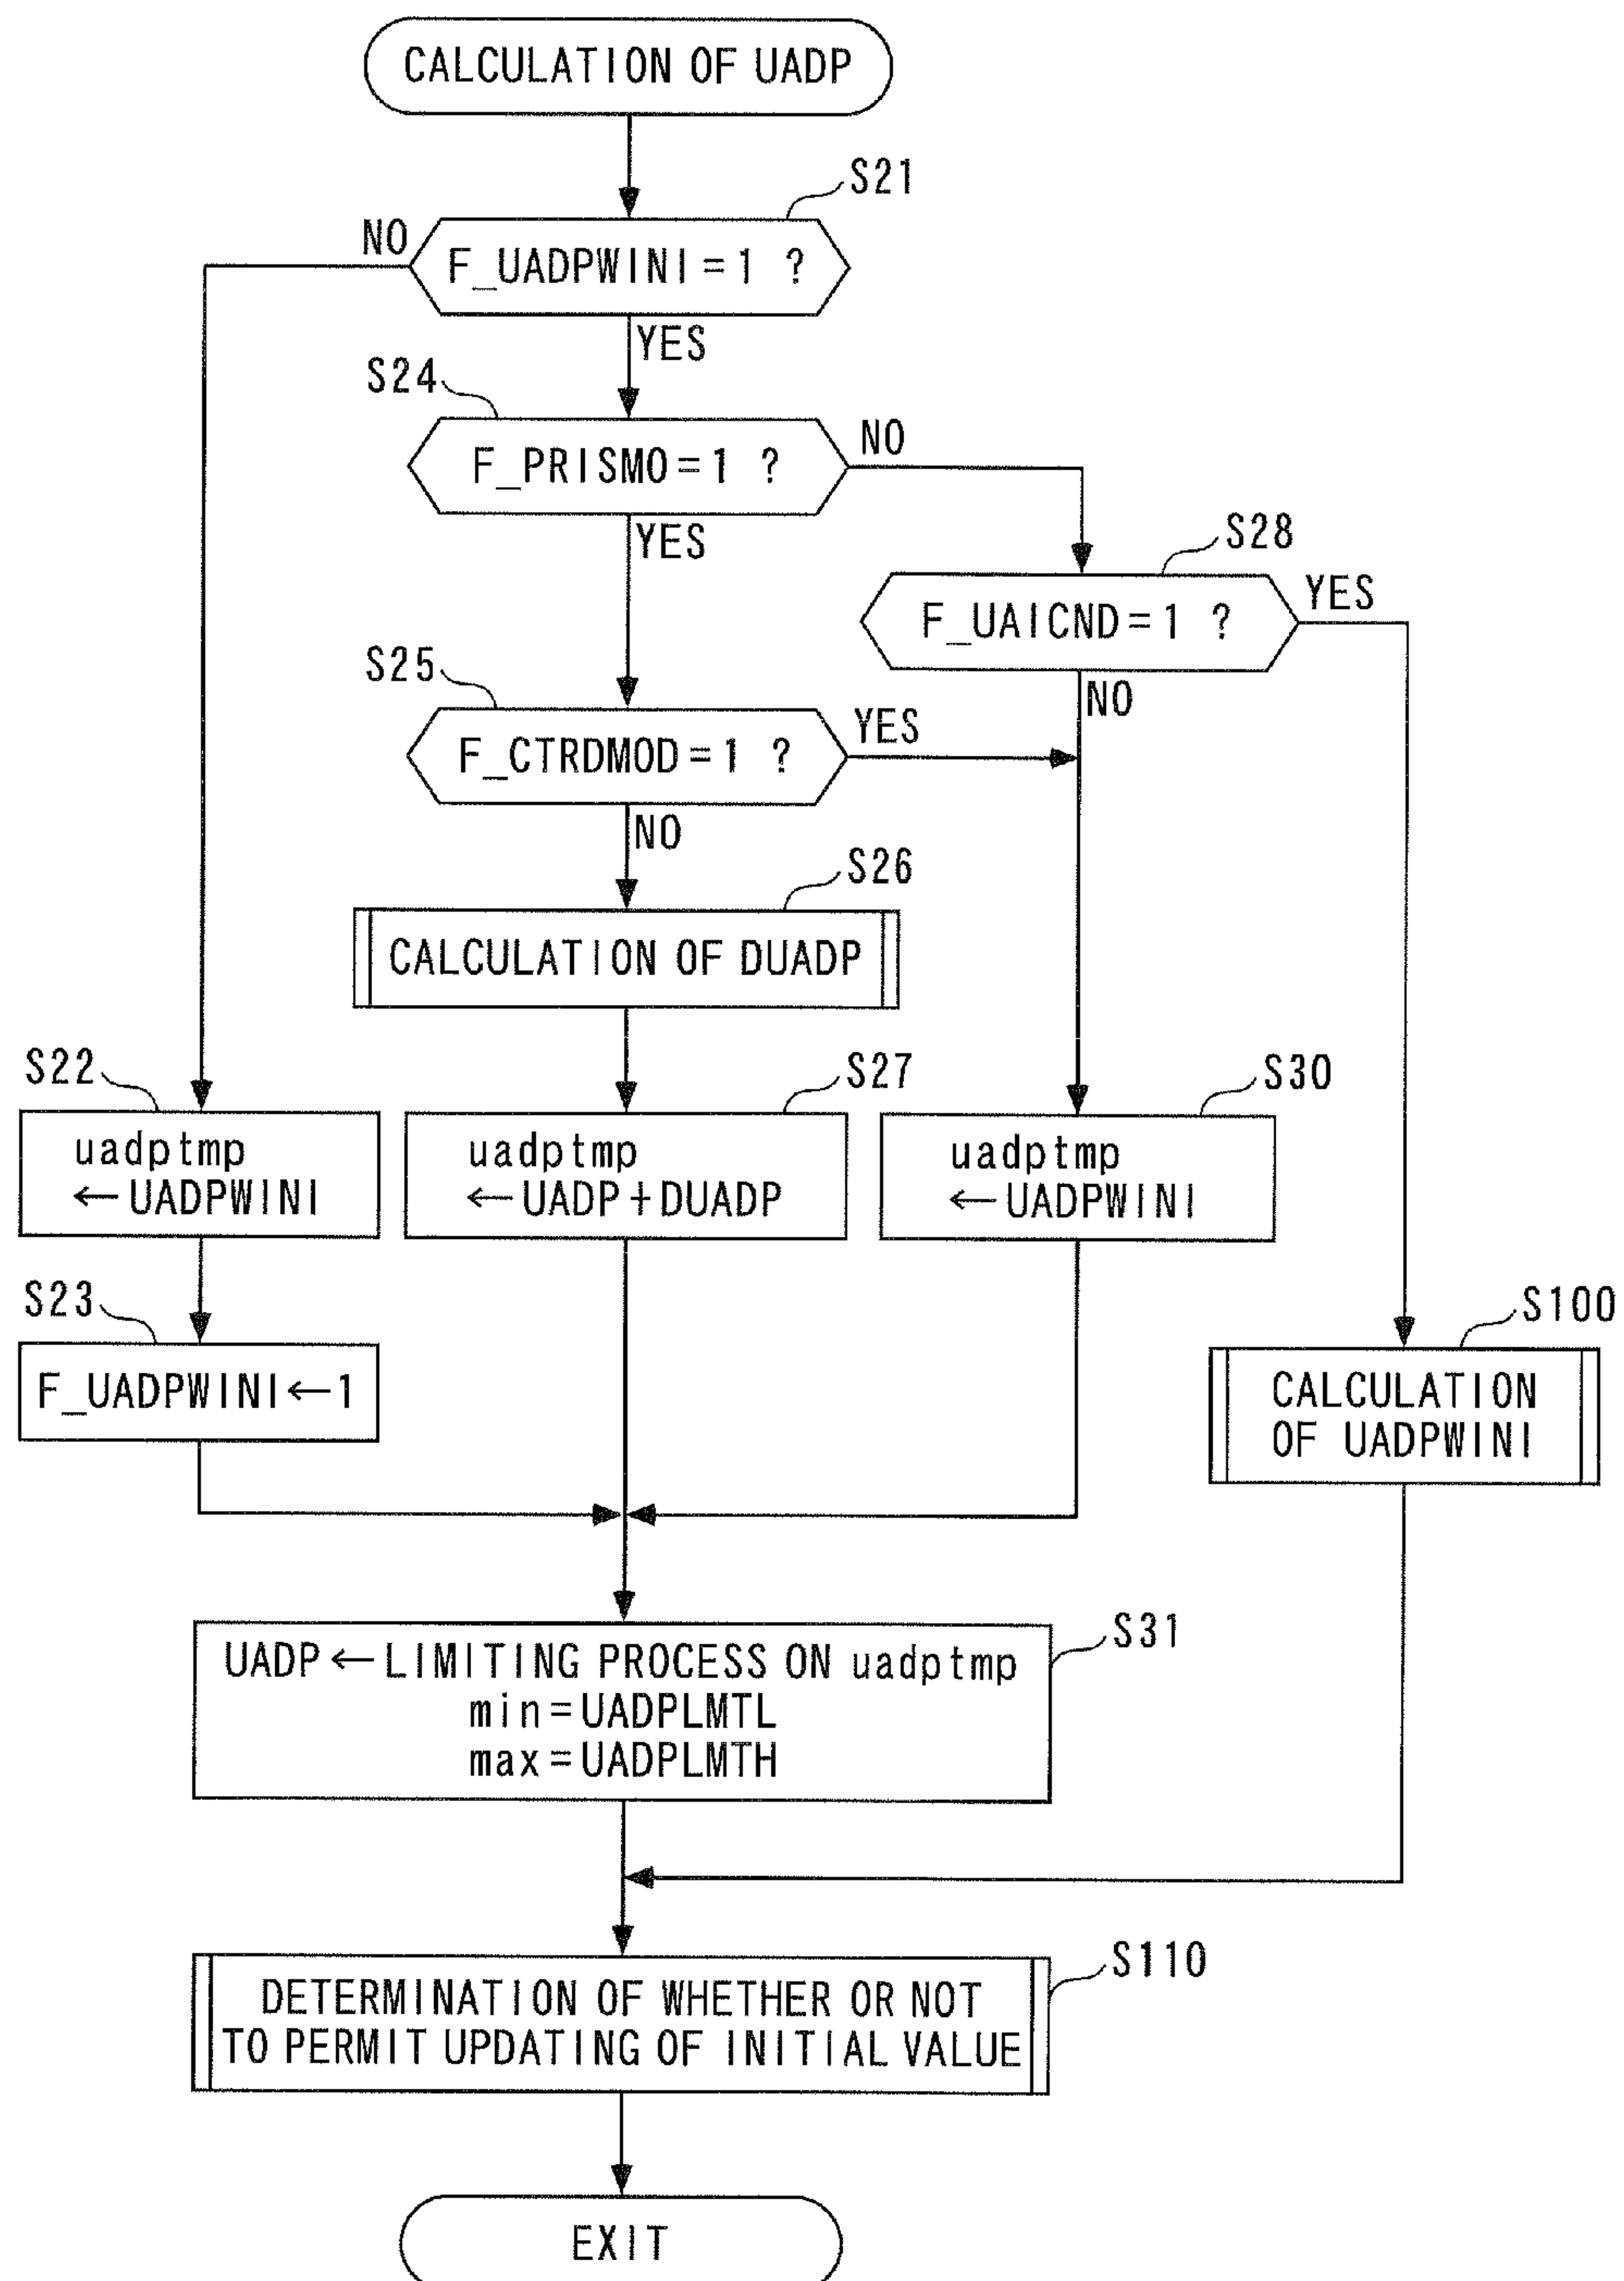 CALCULATION OF UADP
S21
NO
F_UADPWINI=1 ?
YES
S24
F_PRISMO=1 ?
NO
YES
S28
F_UAICND=1 ?
YES
NO
S25
F_CTRDMOD=1 ?
YES
NO
S26
CALCULATION OF DUADP
S22
uadptmp
←UADPWINI
S27
uadptmp
←UADP+DUADP
S30
uadptmp
←UADPWINI
S23
F_UADPWINI←1
S100
CALCULATION
OF UADPWINI
S31
UADP←LIMITING PROCESS ON uadptmp
min=UADPLMTL
max=UADPLMTH
S110
DETERMINATION OF WHETHER OR NOT
TO PERMIT UPDATING OF INITIAL VALUE
EXIT